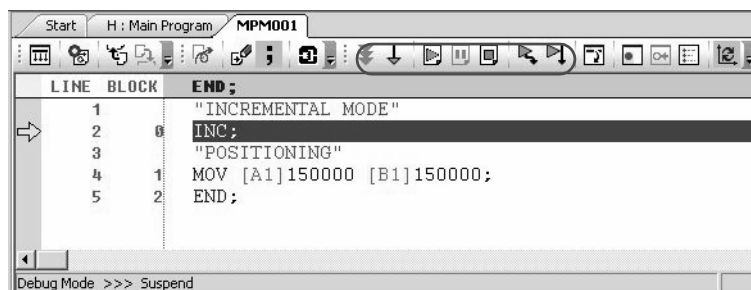 Start H : Main Program MPM001
LINE BLOCK END;
1 "INCREMENTAL MODE"
2 0 INC;
3 "POSITIONING"
4 1 MOV [A1]150000 [B1]150000;
5 2 END;
Debug Mode >>> Suspend